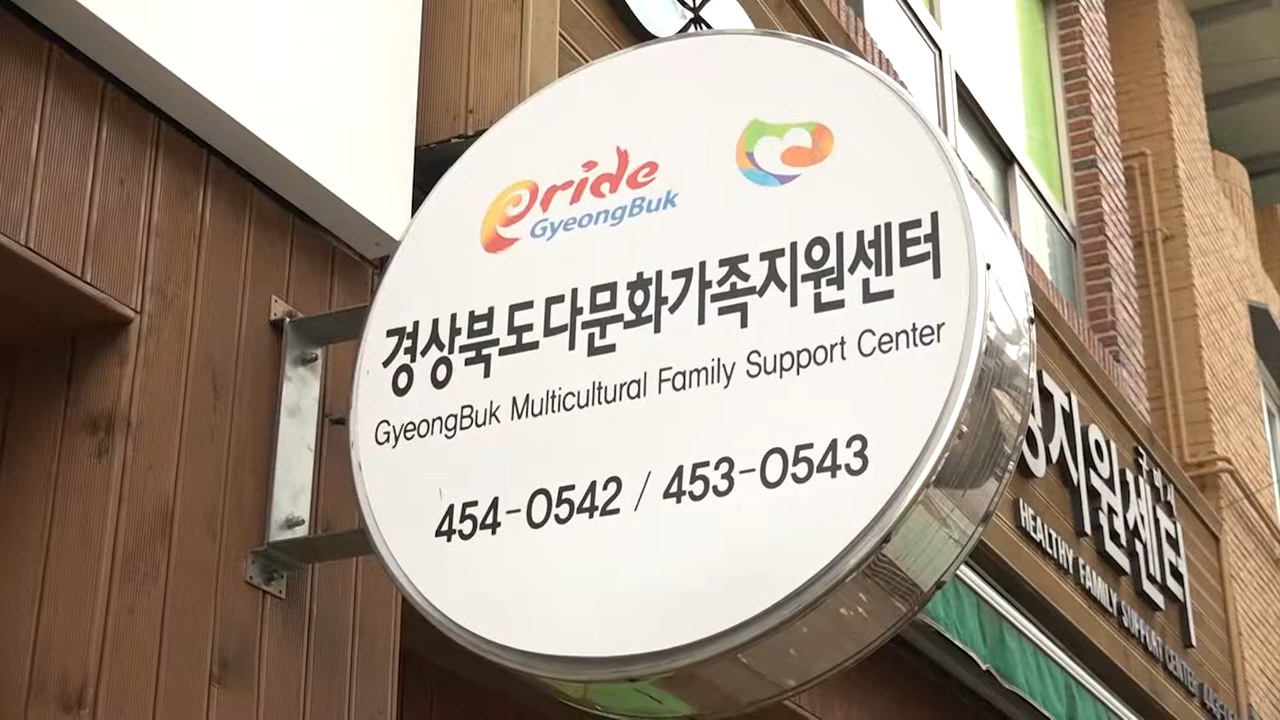 Pride
GyeongBuk
경상북도다문화가족지원센터
GyeongBuk Multicultural Family Support Center
454-0542 / 453-0543
지원센터
HEALTHY FAMILY SUPPORT CENTER